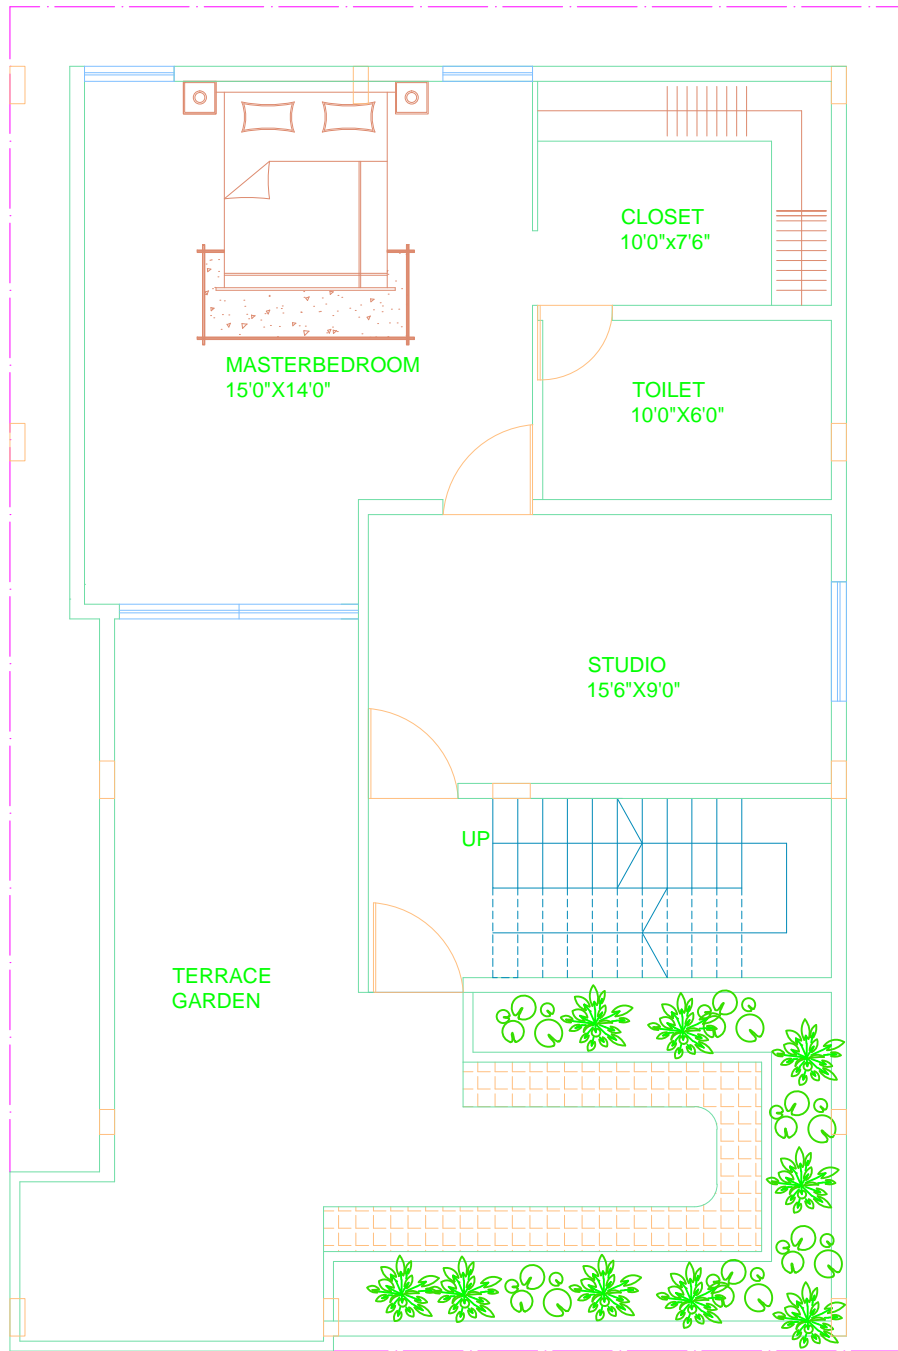 CLOSET
10'0"x7'6"
MASTERBEDROOM
15'0"X14'0"
TOILET
10'0"X6'0"
STUDIO
15'6"X9'0"
UP
TERRACE
GARDEN